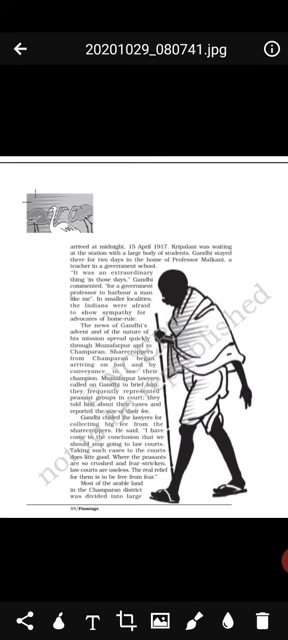 20201029_080741.jpg
arrived at midnight, 15 April 1917. Kripalani was waiting
at the station with a large body of students. Gandhi stayed
there for two days in the home of Professor Malkani, a
teacher in a government school.
"It was an extraordinary
thing 'in those days," Gandhi
commented, "for a government
professor to harbour a man
like me". In smaller localities,
the Indians were afraid
to show sympathy for
advocates of home-rule.
The news of Gandhi's
advent and of the nature of
his mission spread quickly
through Muzzafarpur and to
Champaran. Sharecroppers
from Champaran began
arriving on foot and by
conveyance to see their
champion. Muzzafarpur lawyers
called on Gandhi to brief him;
they frequently represented
peasant groups in court; they
told him about their cases and
reported the size of their fee.
Gandhi chided the lawyers for
collecting big fee from the
sharecroppers. He said, "I have
come to the conclusion that we
should stop going to law courts.
Taking such cases to the courts
does litte good. Where the peasants
are so crushed and fear-stricken,
law courts are useless. The real relief
for them is to be free from fear."
Most of the arable land
in the Champaran district
was divided into large
48/Flamingo
not to be republished
T